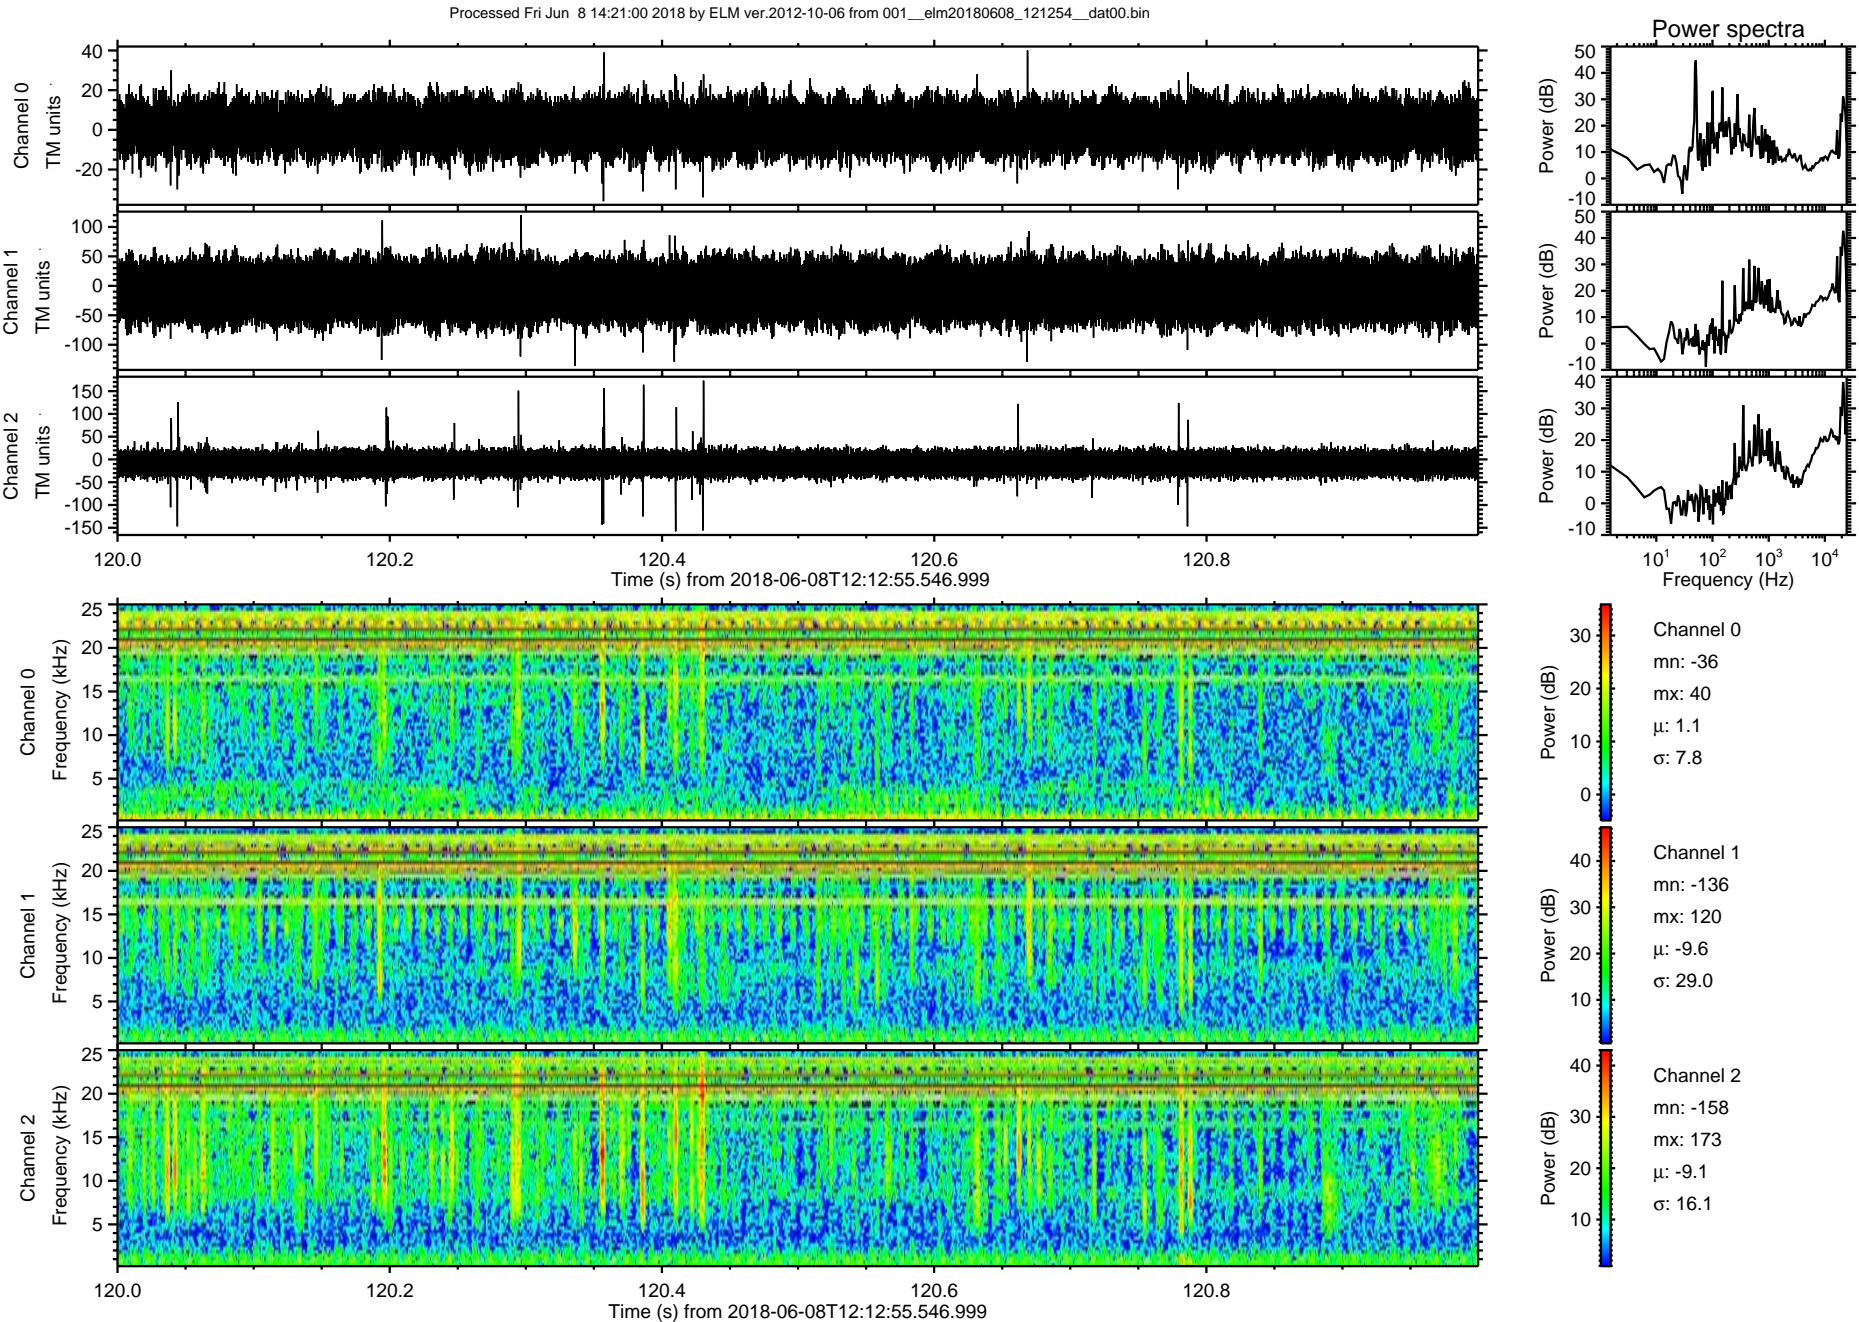 Processed Fri Jun  8 14:21:00 2018 by ELM ver.2012-10-06 from 001__elm20180608_121254__dat00.bin
Power spectra
Channel 0
TM units
40
20
0
-20
Power (dB)
50
40
30
20
10
0
-10
Channel 1
TM units
100
50
0
-50
-100
Power (dB)
50
40
30
20
10
0
-10
Channel 2
TM units
150
100
50
0
-50
-100
-150
Power (dB)
40
30
20
10
0
-10
120.0 120.2 120.4 120.6 120.8
Time (s) from 2018-06-08T12:12:55.546.999
10¹ 10² 10³ 10⁴
Frequency (Hz)
Channel 0
Frequency (kHz)
25
20
15
10
5
Power (dB)
30
20
10
0
Channel 0
mn: -36
mx: 40
μ: 1.1
σ: 7.8
Channel 1
Frequency (kHz)
25
20
15
10
5
Power (dB)
40
30
20
10
Channel 1
mn: -136
mx: 120
μ: -9.6
σ: 29.0
Channel 2
Frequency (kHz)
25
20
15
10
5
Power (dB)
40
30
20
10
Channel 2
mn: -158
mx: 173
μ: -9.1
σ: 16.1
120.0 120.2 120.4 120.6 120.8
Time (s) from 2018-06-08T12:12:55.546.999